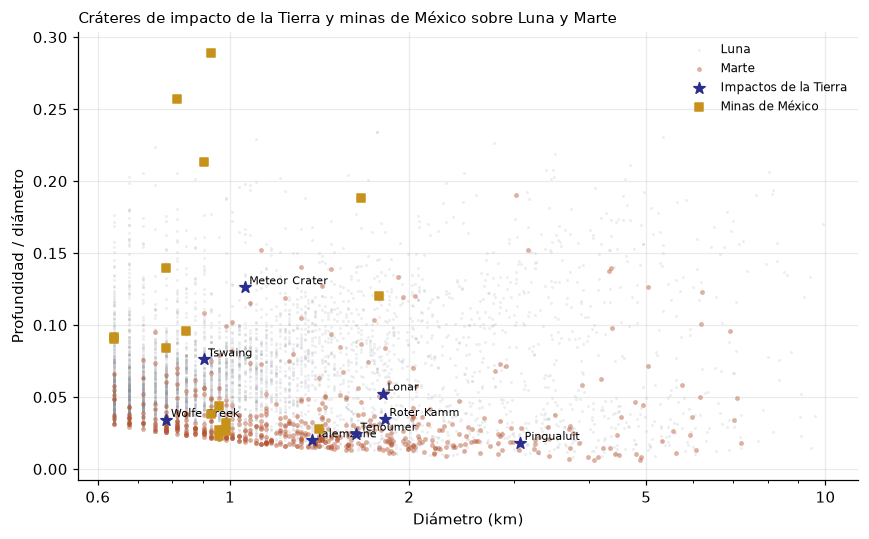 Cráteres de impacto de la Tierra y minas de México sobre Luna y Marte
Profundidad / diámetro
0.30
0.25
0.20
0.15
0.10
0.05
0.00
Luna
Marte
Impactos de la Tierra
Minas de México
Meteor Crater
Tswaing
Lonar
Wolfe Creek
Roter Kamm
Tenoumer
Talemzane
Pingualuit
0.6
1
2
5
10
Diámetro (km)